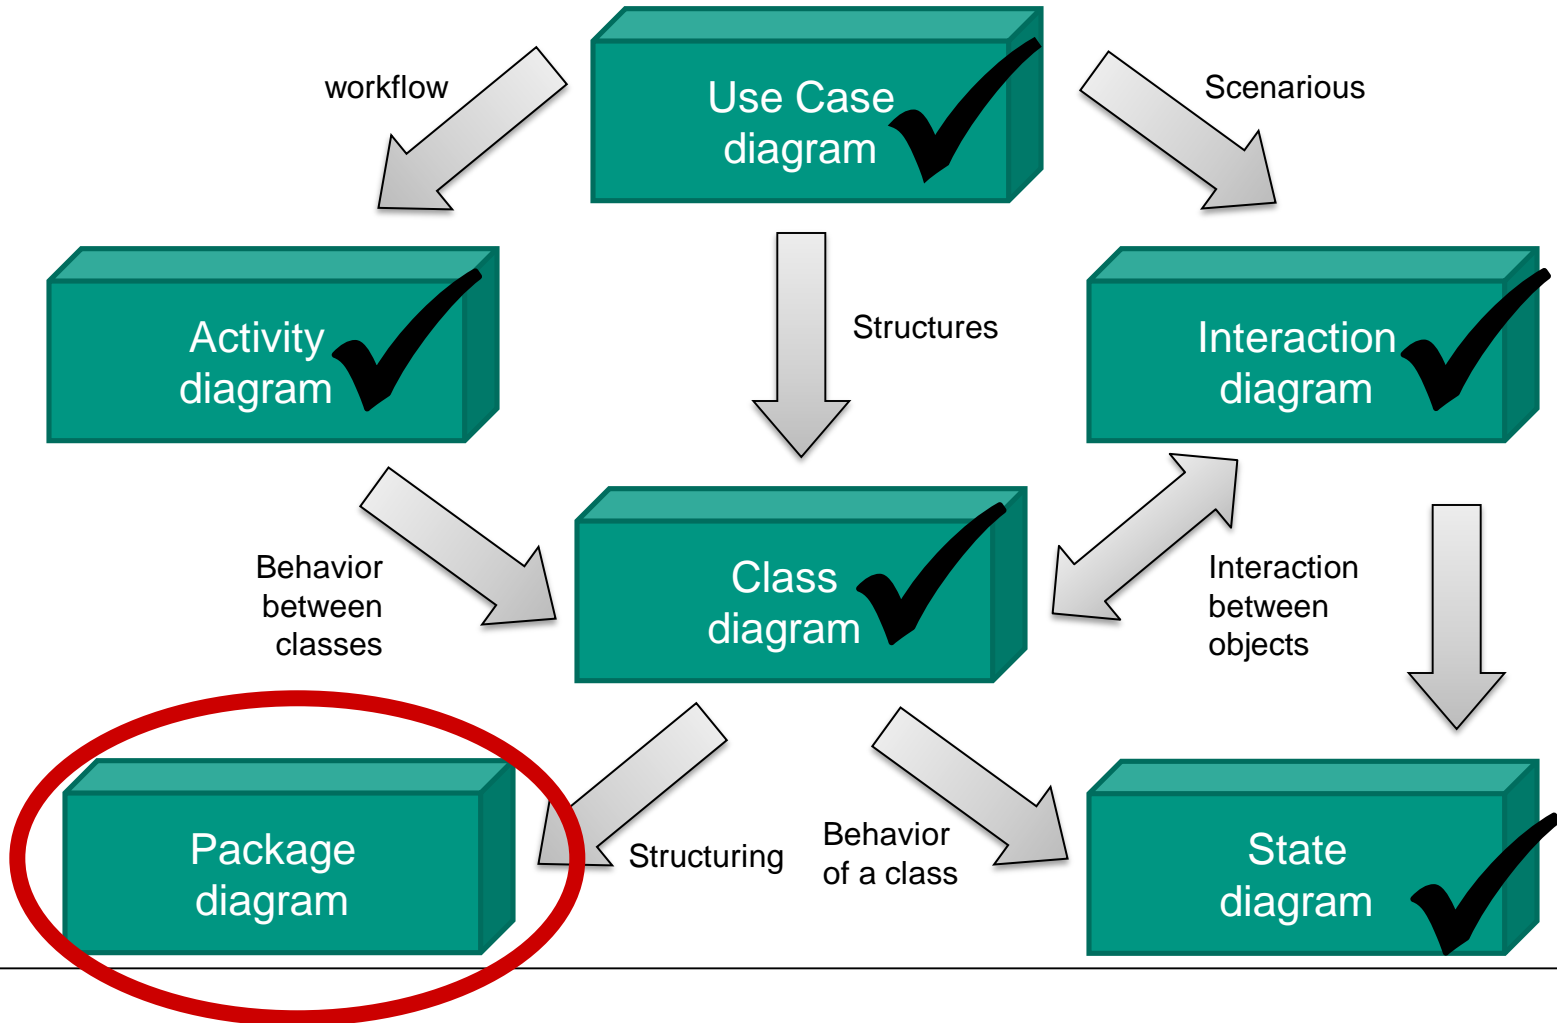 workflow
Use Case
diagram
Scenarious
Activity
diagram
Structures
Interaction
diagram
Behavior
between
classes
Class
diagram
Interaction
between
objects
Package
diagram
Structuring
Behavior
of a class
State
diagram